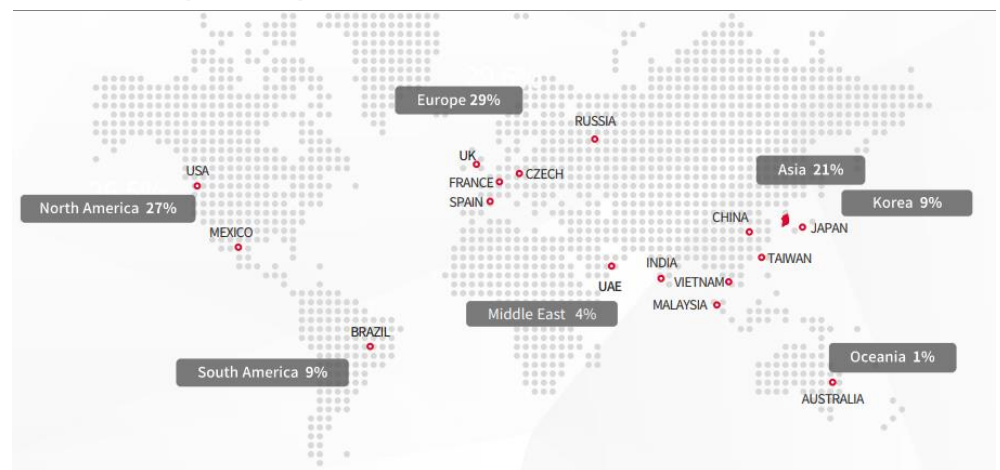 Europe 29%
RUSSIA
UK
CZECH
FRANCE
SPAIN
USA
North America 27%
MEXICO
Asia 21%
Korea 9%
CHINA
JAPAN
TAIWAN
INDIA
VIETNAM
MALAYSIA
UAE
Middle East 4%
BRAZIL
South America 9%
Oceania 1%
AUSTRALIA